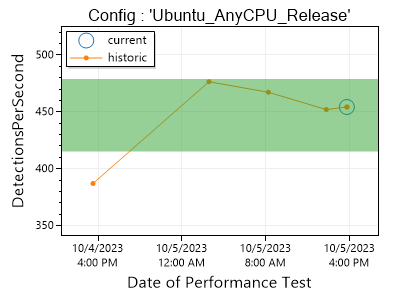 Config : 'Ubuntu_AnyCPU_Release'
current
historic
DetectionsPerSecond
500
450
400
350
10/4/2023 10/5/2023 10/5/2023 10/5/2023
4:00 PM 12:00 AM 8:00 AM 4:00 PM
Date of Performance Test